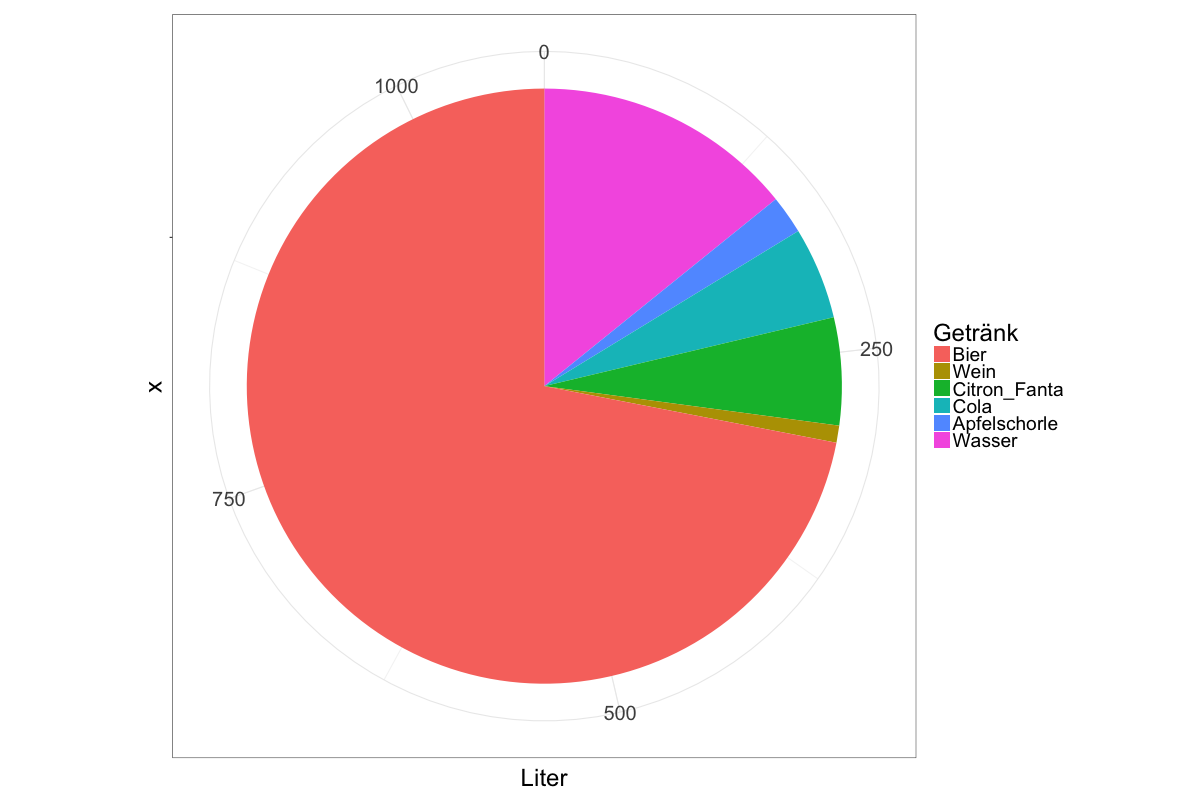 0
1000
250
750
500
x
Liter
Getränk
Bier
Wein
Citron_Fanta
Cola
Apfelschorle
Wasser